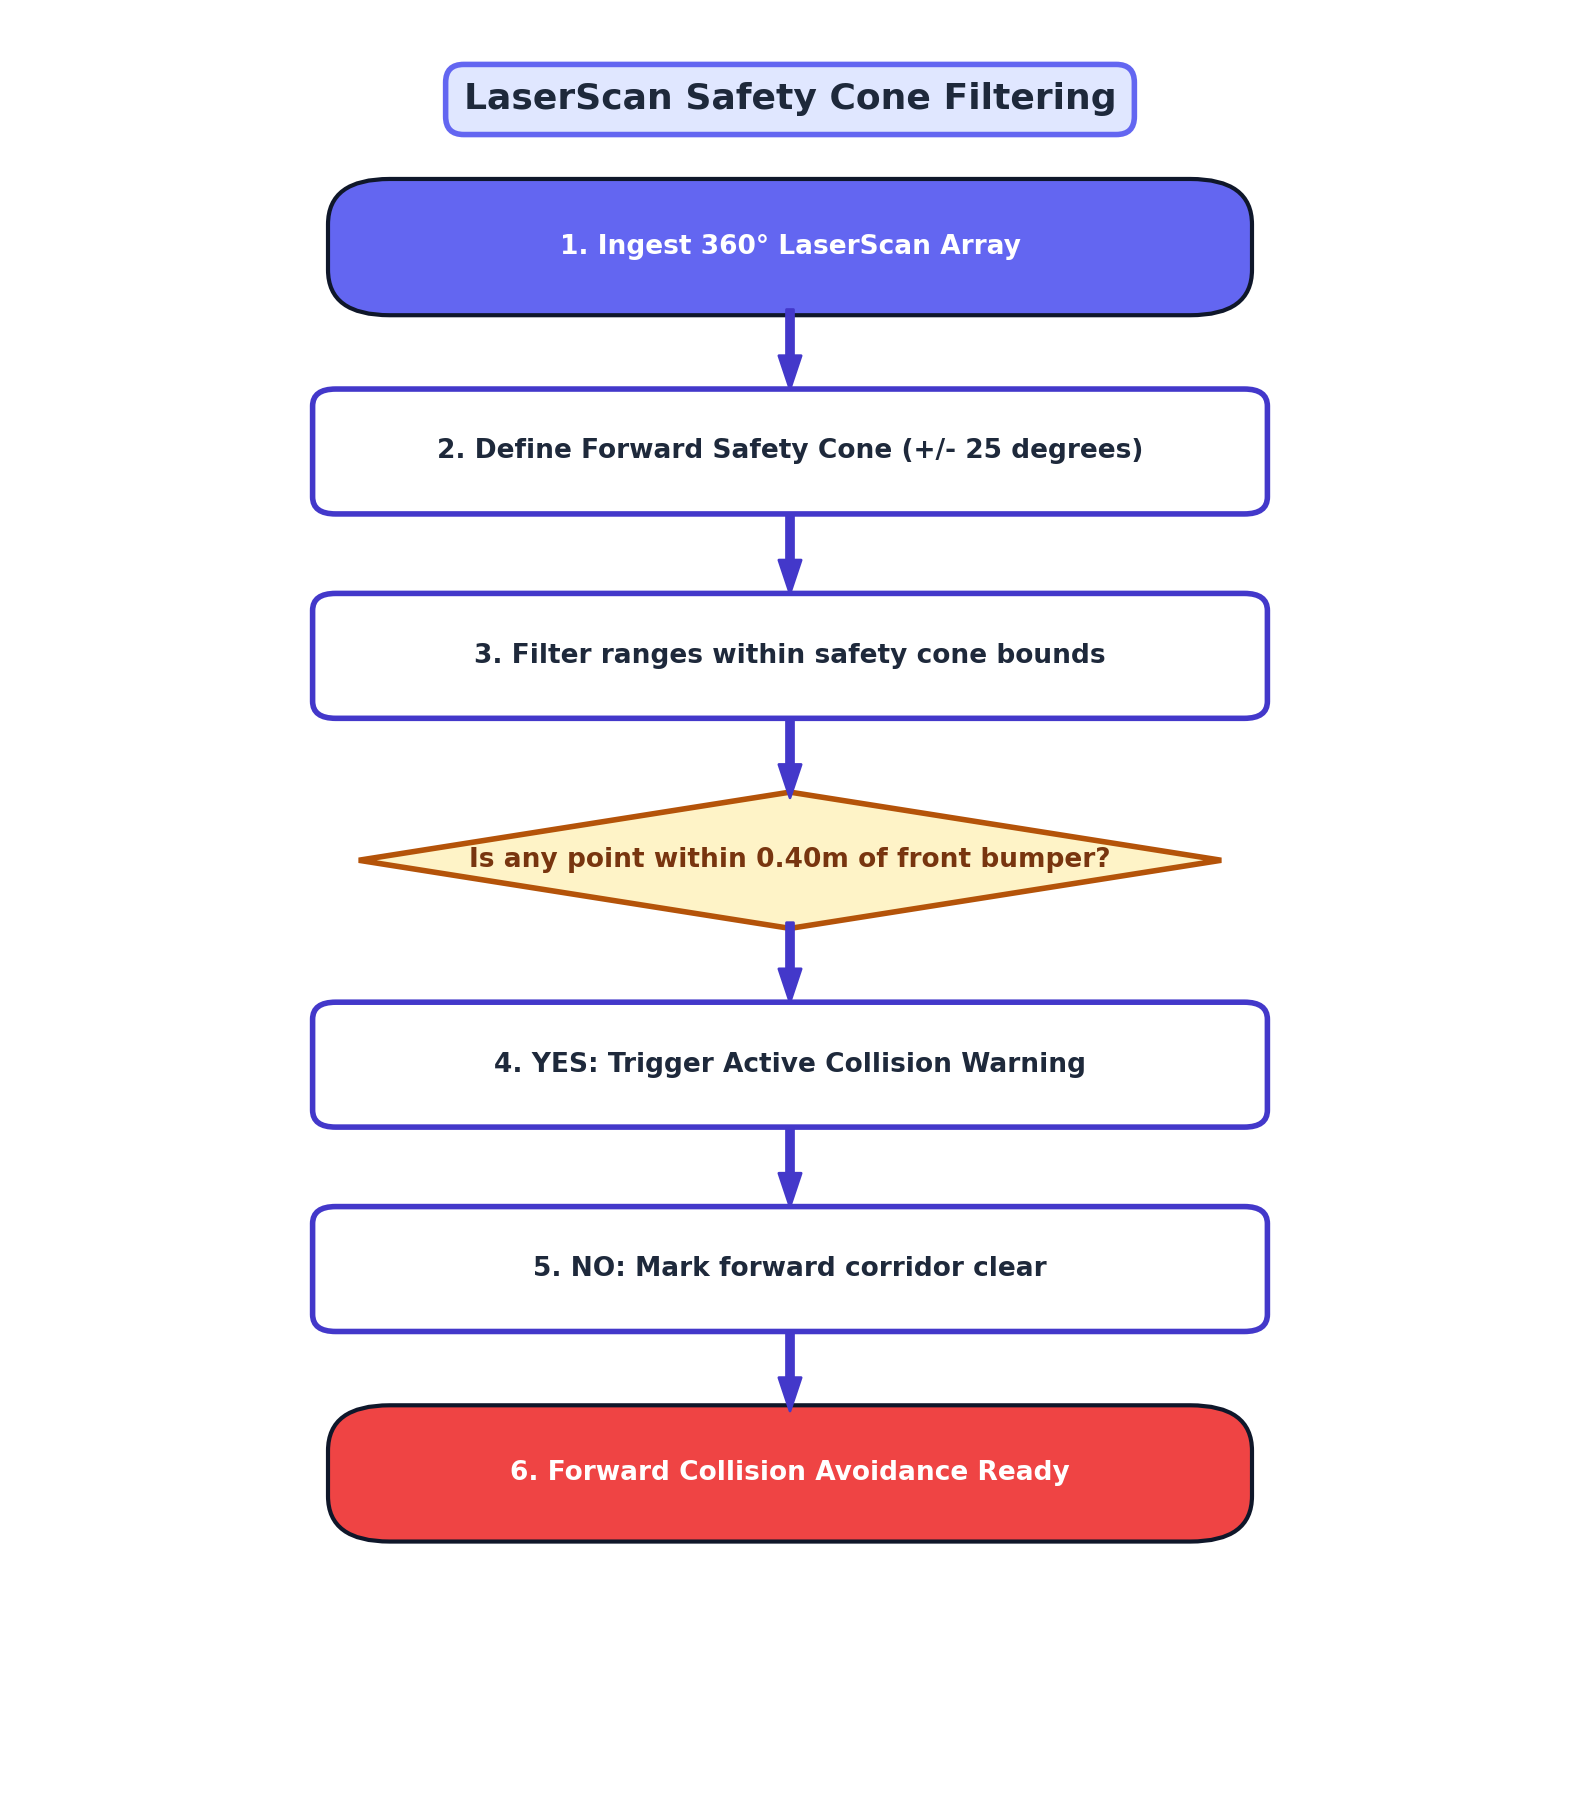 LaserScan Safety Cone Filtering
1. Ingest 360° LaserScan Array
2. Define Forward Safety Cone (+/- 25 degrees)
3. Filter ranges within safety cone bounds
Is any point within 0.40m of front bumper?
4. YES: Trigger Active Collision Warning
5. NO: Mark forward corridor clear
6. Forward Collision Avoidance Ready